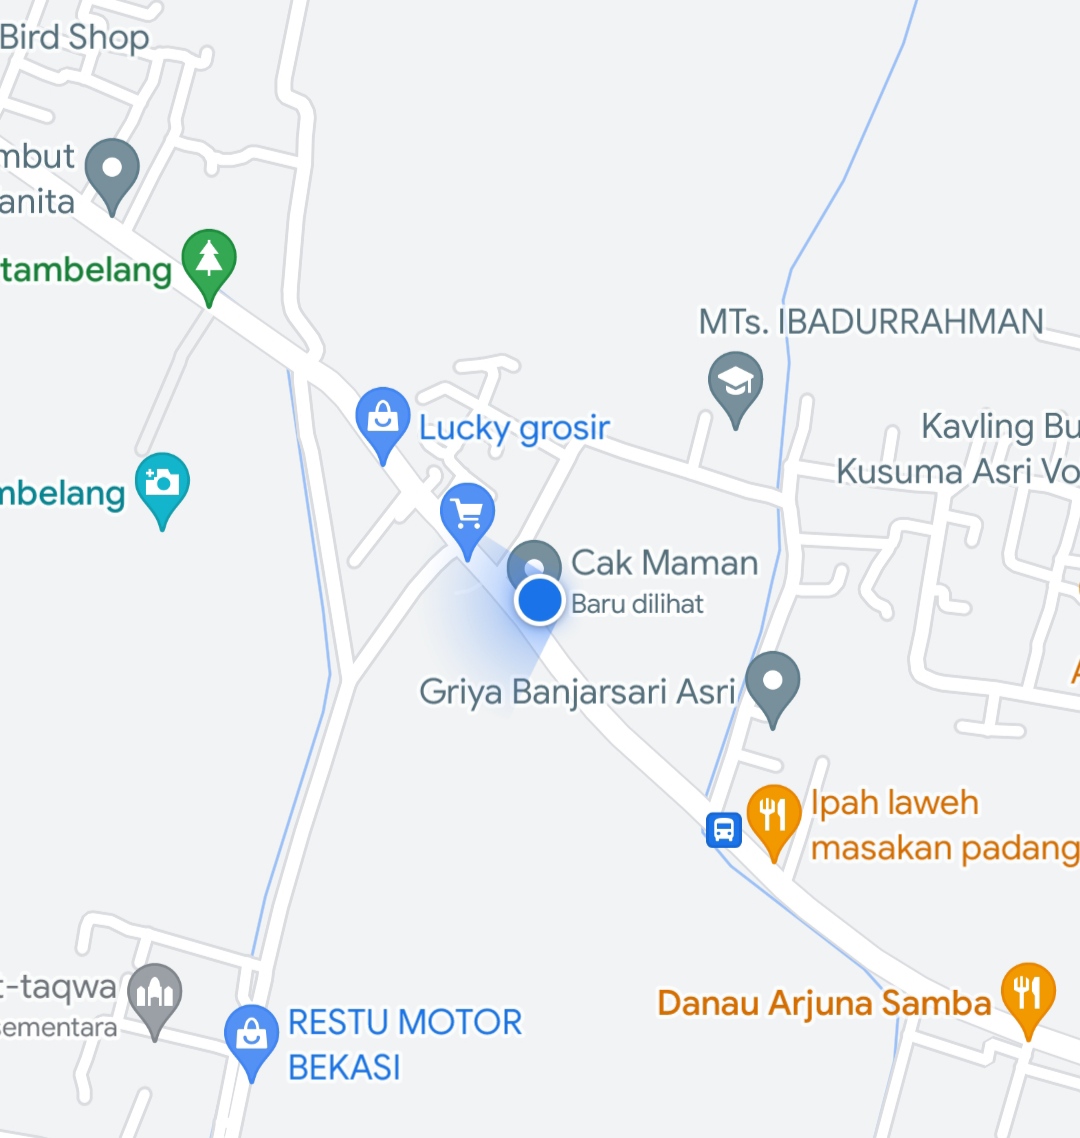 Bird Shop
mbut
anita
tambelang
MTs. IBADURRAHMAN
Lucky grosir
Kavling Bu
Kusuma Asri Vo
mbelang
Cak Maman
Baru dilihat
Griya Banjarsari Asri
A
Ipah laweh
masakan padang
t-taqwa
sementara
Danau Arjuna Samba
RESTU MOTOR
BEKASI